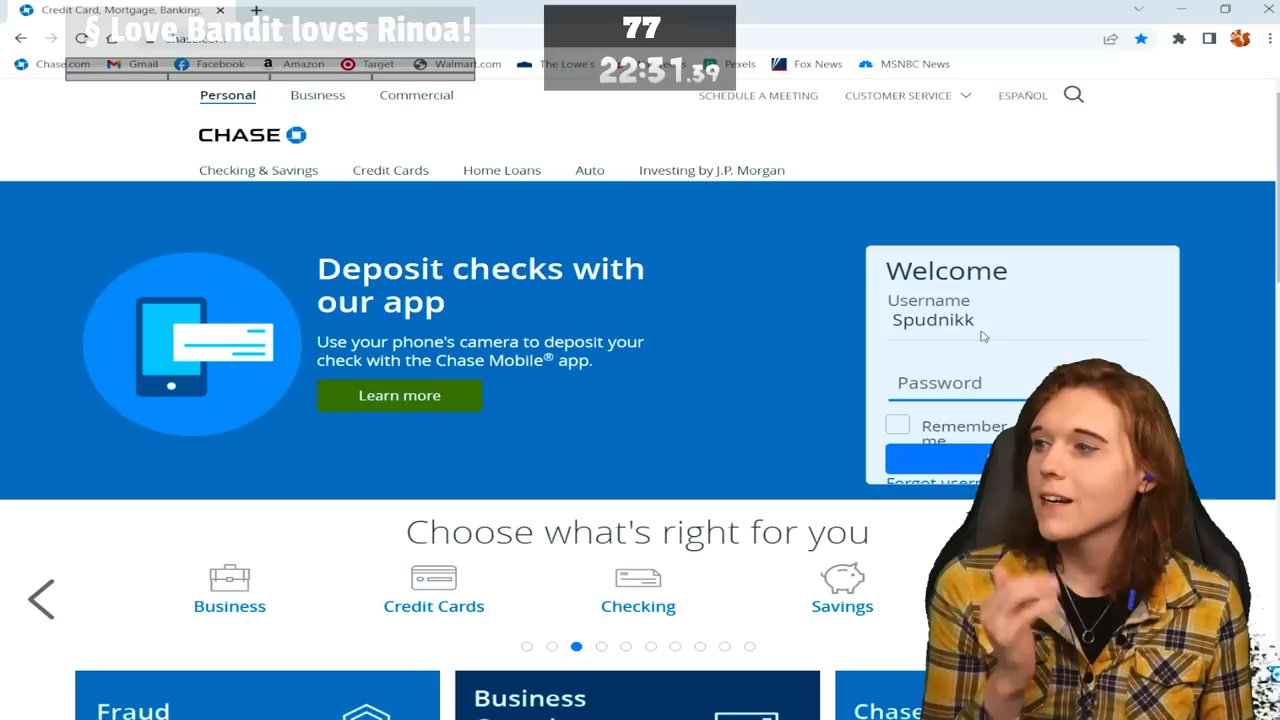 Credit Card, Mortgage, Banking,
§ Love Bandit loves Rinoa!
77
22:51.39
Chase.com Gmail Facebook Amazon Target Walmart.com The Lowe's Pexels Fox News MSNBC News
Personal Business Commercial SCHEDULE A MEETING CUSTOMER SERVICE ESPAÑOL
CHASE
Checking & Savings Credit Cards Home Loans Auto Investing by J.P. Morgan
Deposit checks with
our app
Use your phone's camera to deposit your
check with the Chase Mobile® app.
Learn more
Welcome
Username
Spudnikk
Password
Remember
me
Choose what's right for you
Business Credit Cards Checking Savings
Fraud
Business
Chase